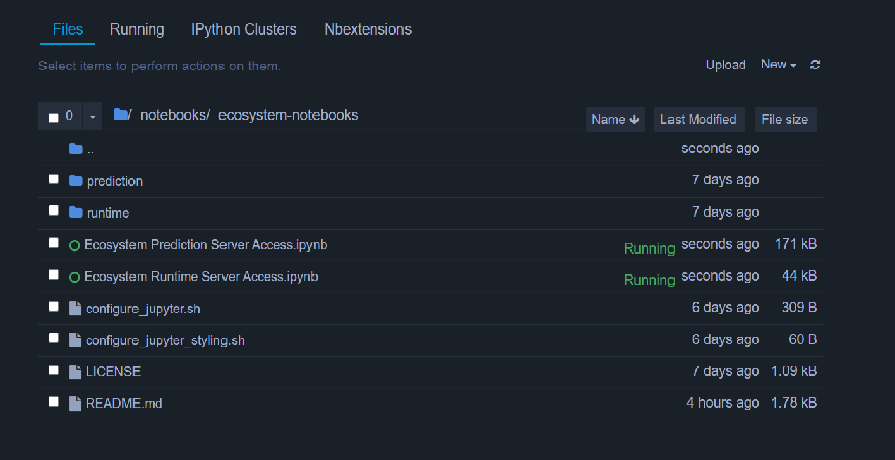 Files Running IPython Clusters Nbextensions
Select items to perform actions on them. Upload New
0 / notebooks/ ecosystem-notebooks Name Last Modified File size
.. seconds ago
prediction 7 days ago
runtime 7 days ago
Ecosystem Prediction Server Access.ipynb Running seconds ago 171 kB
Ecosystem Runtime Server Access.ipynb Running seconds ago 44 kB
configure_jupyter.sh 6 days ago 309 B
configure_jupyter_styling.sh 6 days ago 60 B
LICENSE 7 days ago 1.09 kB
README.md 4 hours ago 1.78 kB